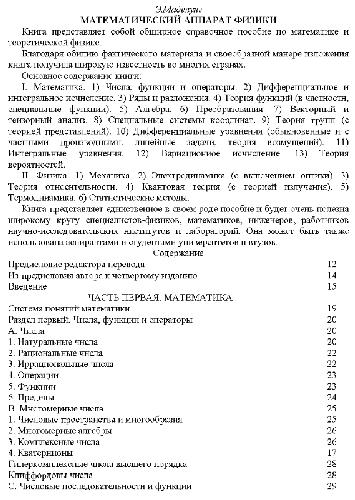 Э.Маделунг
МАТЕМАТИЧЕСКИЙ АППАРАТ ФИЗИКИ
Книга представляет собой обширное справочное пособие по математике и
теоретической физике.
Благодаря обилию фактического материала и своеобразной манере изложения
книга получила широкую известность во многих странах.
Основное содержание книги:
I. Математика. 1) Числа, функции и операторы. 2) Дифференциальное и
интегральное исчисление. 3) Ряды и разложения. 4) Теория функций (в частности,
специальные функции). 5) Алгебра. 6) Преобразования. 7) Векторный и
тензорный анализ. 8) Специальные системы координат. 9) Теория групп (с
теорией представлений). 10) Дифференциальные уравнения (обыкновенные и с
частными производными, линейные задачи, теория возмущений). 11)
Интегральные уравнения. 12) Вариационное исчисление. 13) Теория
вероятностей.
II. Физика. 1) Механика. 2) Электродинамика (с включением оптики). 3)
Теория относительности. 4) Квантовая теория (с теорией излучения). 5)
Термодинамика. 6) Статистические методы.
Книга представляет единственное в своем роде пособие и будет очень полезна
широкому кругу специалистов-физиков, математиков, инженеров, работников
научно-исследовательских институтов и лабораторий. Она может быть также
использована аспирантами и студентами университетов и втузов.
Содержание
Предисловие редактора перевода 12
Из предисловия автора к четвертому изданию 14
Введение 15
ЧАСТЬ ПЕРВАЯ. МАТЕМАТИКА.
Система понятий математики 19
Раздел первый. Числа, функции и операторы 20
А. Числа 20
1. Натуральные числа 20
2. Рациональные числа 22
3. Иррациональные числа 22
4. Операции 23
5. Функции 23
6. Пределы 24
B. Многомерные числа 25
1. Числовые пространства и многообразия 25
2. Многомерные алгебры 26
3. Комплексные числа 26
4. Кватернионы 17
Гиперкомплексные числа высшего порядка 28
Клиффордовы числа 28
C. Числовые последовательности и функции 29